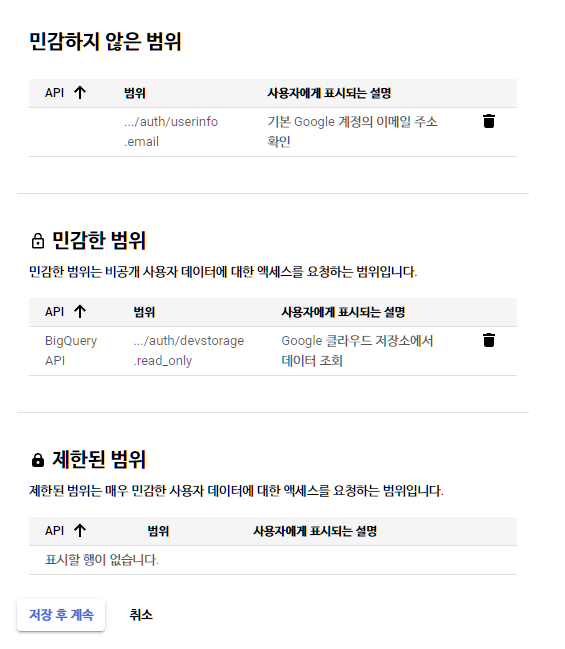 민감하지 않은 범위
API 범위 사용자에게 표시되는 설명
.../auth/userinfo 기본 Google 계정의 이메일 주소
.email 확인
민감한 범위
민감한 범위는 비공개 사용자 데이터에 대한 액세스를 요청하는 범위입니다.
API 범위 사용자에게 표시되는 설명
BigQuery .../auth/devstorage Google 클라우드 저장소에서
API .read_only 데이터 조회
제한된 범위
제한된 범위는 매우 민감한 사용자 데이터에 대한 액세스를 요청하는 범위입니다.
API 범위 사용자에게 표시되는 설명
표시할 행이 없습니다.
저장 후 계속 취소